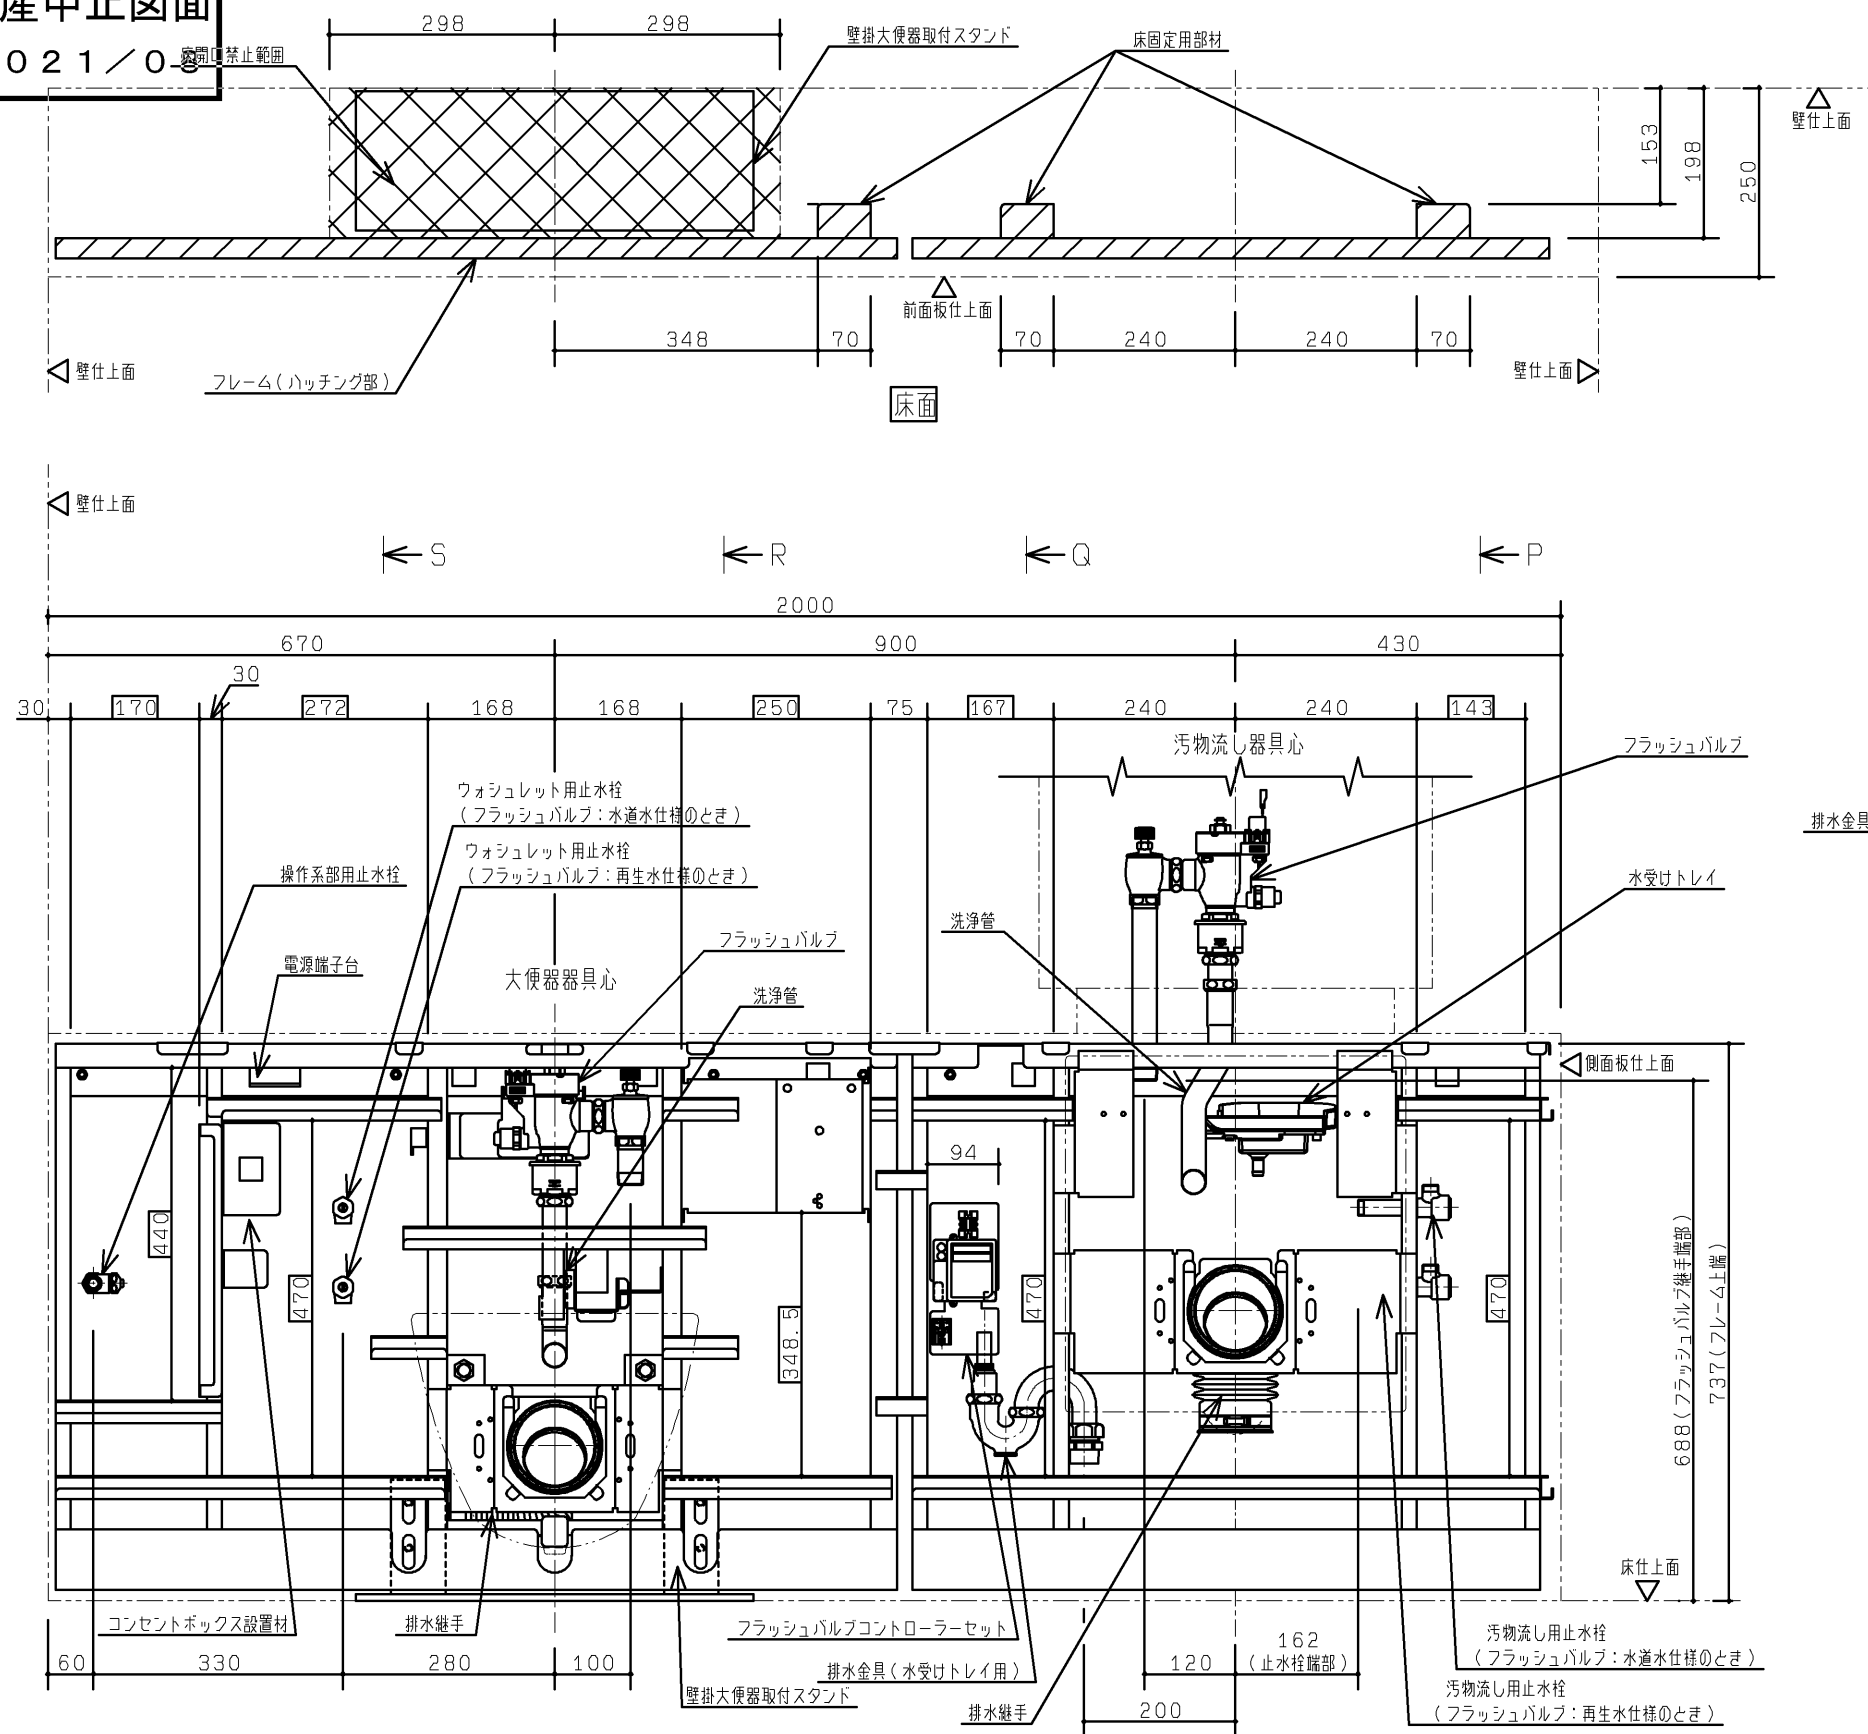 産中止図面
021/08
床開口禁止範囲
298
298
壁掛大便器取付スタンド
床固定用部材
壁仕上面
153
198
250
前面板仕上面
348
70
70
240
240
70
壁仕上面
フレーム(ハッチング部)
壁仕上面
床面
壁仕上面
S
R
Q
P
2000
670
900
430
30
30
170
272
168
168
250
75
167
240
240
143
汚物流し器具心
フラッシュバルブ
ウォシュレット用止水栓
(フラッシュバルブ:水道水仕様のとき)
排水金具
ウォシュレット用止水栓
(フラッシュバルブ:再生水仕様のとき)
操作系部用止水栓
水受けトレイ
洗浄管
フラッシュバルブ
電源端子台
大便器器具心
洗浄管
側面板仕上面
94
440
470
348.5
470
470
688(フラッシュバルブ継手端部)
737(フレーム上端)
床仕上面
コンセントボックス設置材
排水継手
フラッシュバルブコントローラーセット
汚物流し用止水栓
(フラッシュバルブ:水道水仕様のとき)
60
330
280
100
排水金具(水受けトレイ用)
120
162
(止水栓端部)
壁掛大便器取付スタンド
排水継手
200
汚物流し用止水栓
(フラッシュバルブ:再生水仕様のとき)